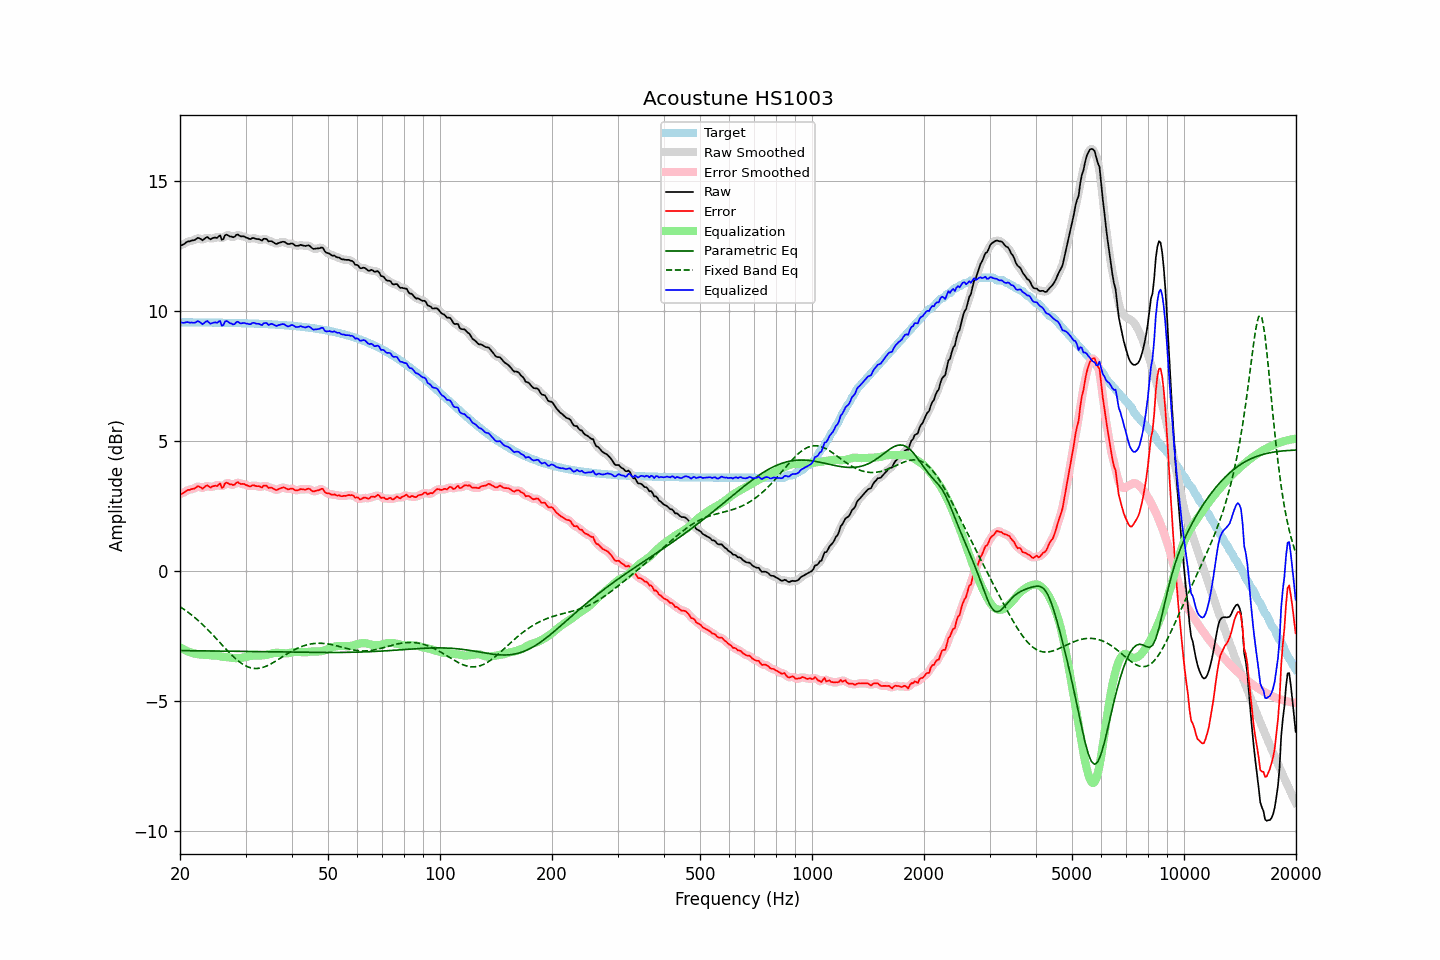 Acoustune HS1003
Target
Raw Smoothed
Error Smoothed
Raw
Error
Equalization
Parametric Eq
Fixed Band Eq
Equalized
Amplitude (dBr)
15
10
5
0
−5
−10
20 50 100 200 500 1000 2000 5000 10000 20000
Frequency (Hz)